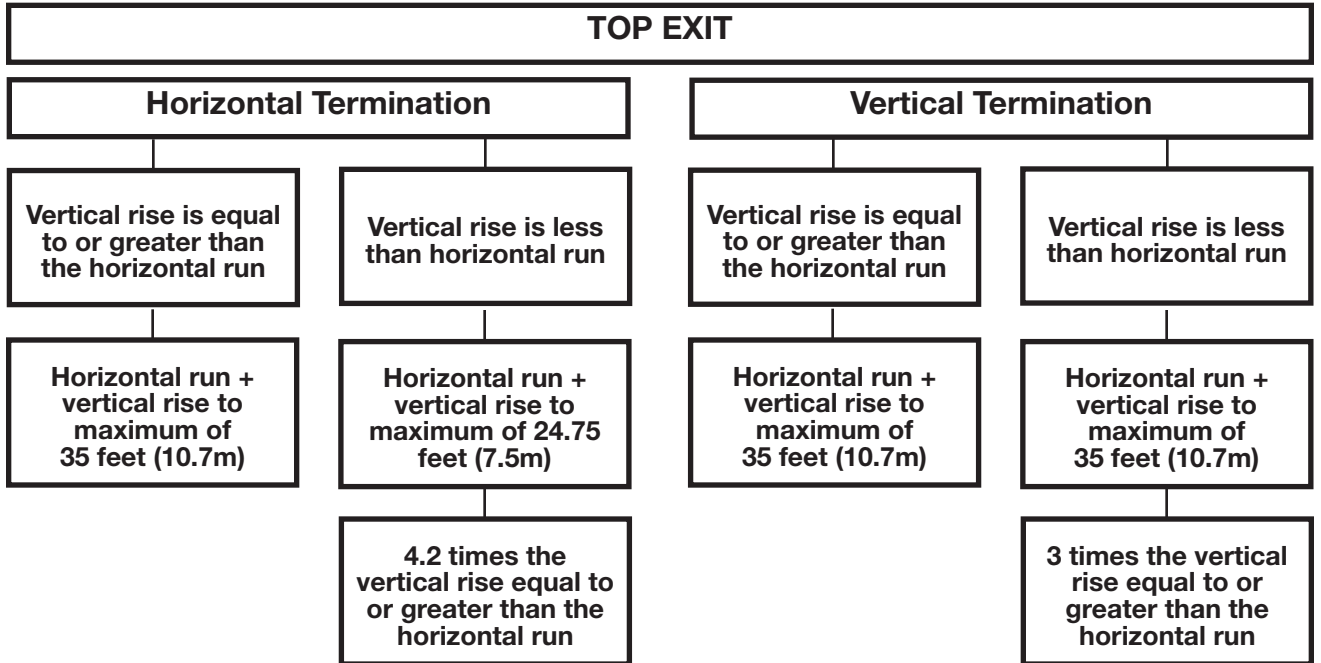 TOP EXIT
Horizontal Termination
Vertical rise is equal
to or greater than
the horizontal run
Horizontal run +
vertical rise to
maximum of
35 feet (10.7m)
Vertical rise is less
than horizontal run
Horizontal run +
vertical rise to
maximum of 24.75
feet (7.5m)
4.2 times the
vertical rise equal to
or greater than the
horizontal run
Vertical Termination
Vertical rise is equal
to or greater than
the horizontal run
Horizontal run +
vertical rise to
maximum of
35 feet (10.7m)
Vertical rise is less
than horizontal run
Horizontal run +
vertical rise to
maximum of
35 feet (10.7m)
3 times the vertical
rise equal to or
greater than the
horizontal run